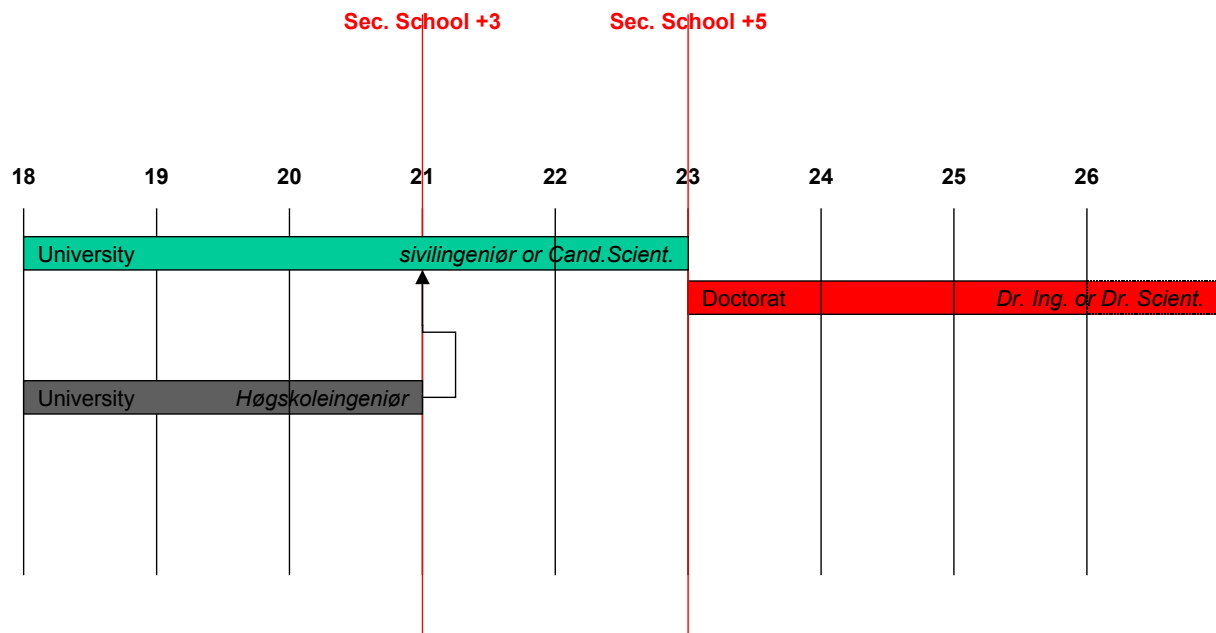 Sec. School +3 Sec. School +5
18 19 20 21 22 23 24 25 26
University sivilingeniør or Cand.Scient.
Doctorat Dr. Ing. or Dr. Scient.
University Høgskoleingeniør